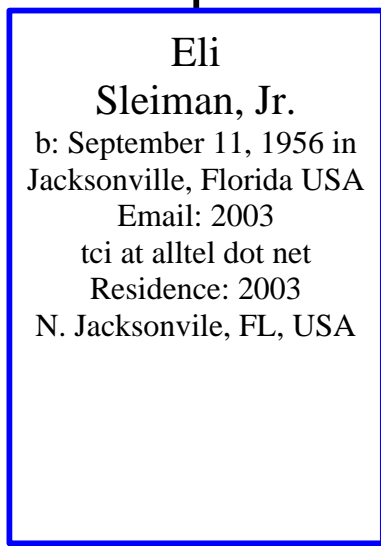 Eli
Sleiman, Jr.
b: September 11, 1956 in
Jacksonville, Florida USA
Email: 2003
tci at alltel dot net
Residence: 2003
N. Jacksonvile, FL, USA